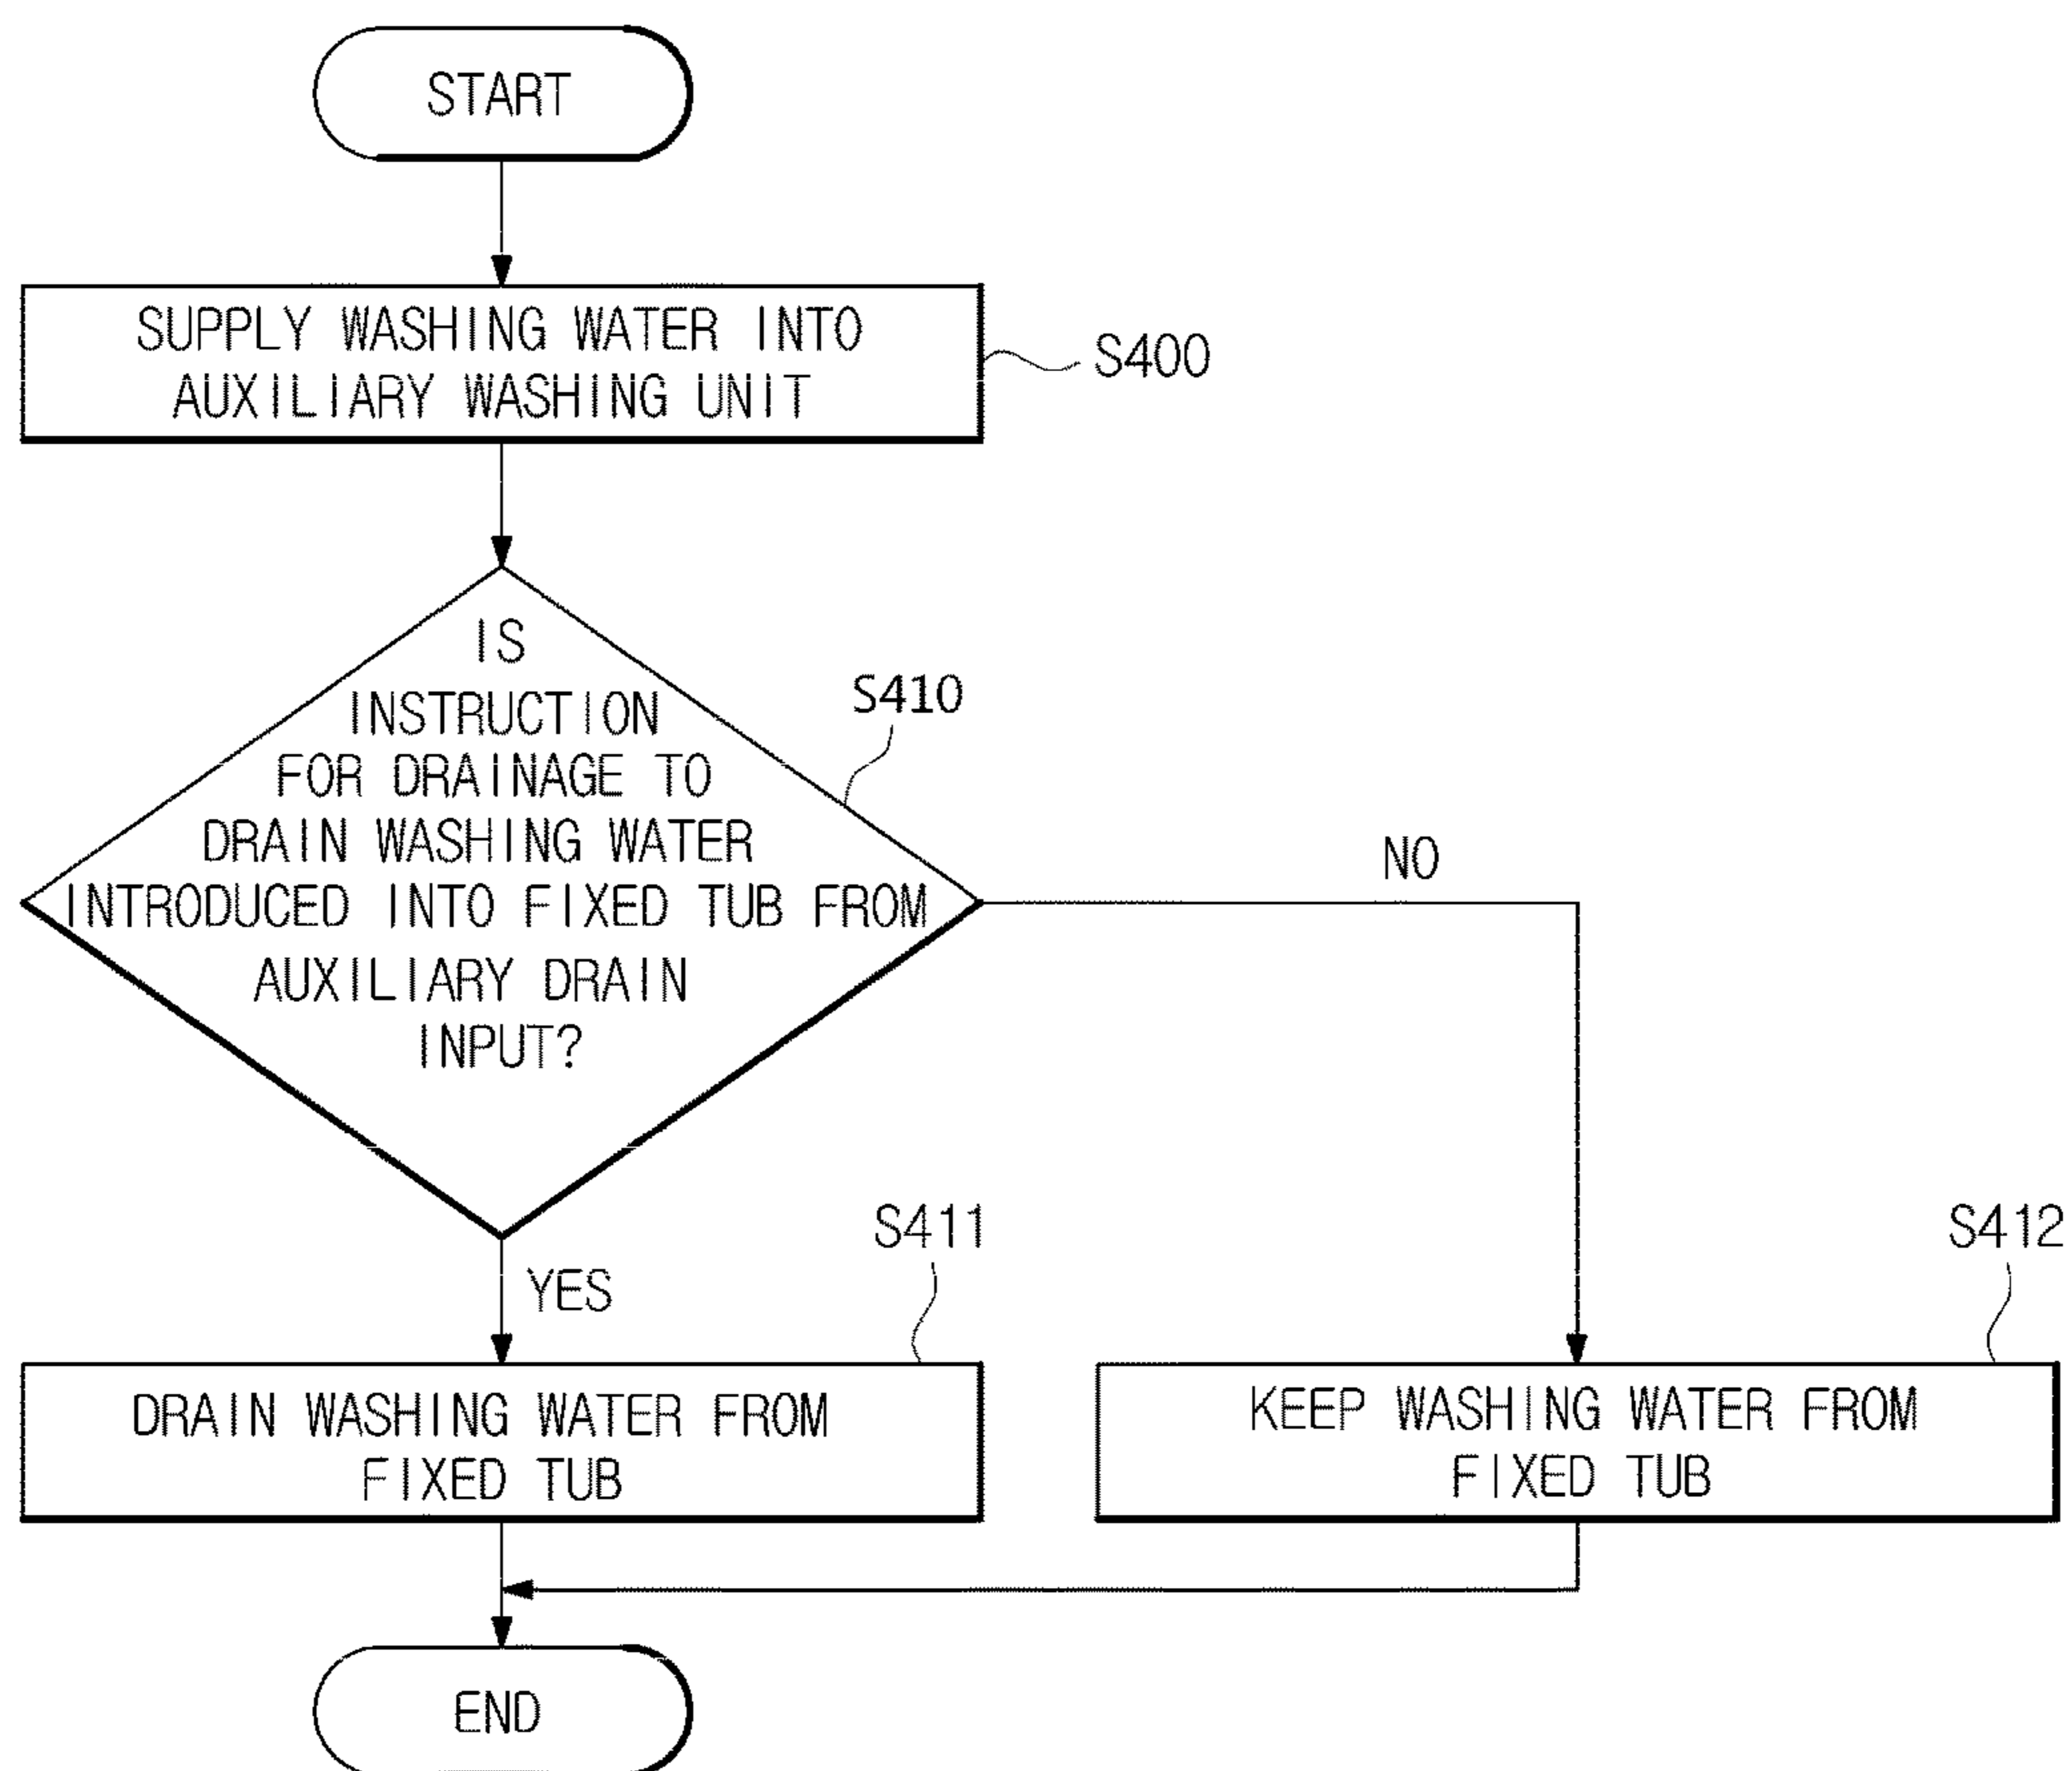 START
SUPPLY WASHING WATER INTO
AUXILIARY WASHING UNIT
S400
IS
INSTRUCTION
FOR DRAINAGE TO
DRAIN WASHING WATER
INTRODUCED INTO FIXED TUB FROM
AUXILIARY DRAIN
INPUT?
S410
NO
YES
S411
S412
DRAIN WASHING WATER FROM
FIXED TUB
KEEP WASHING WATER FROM
FIXED TUB
END